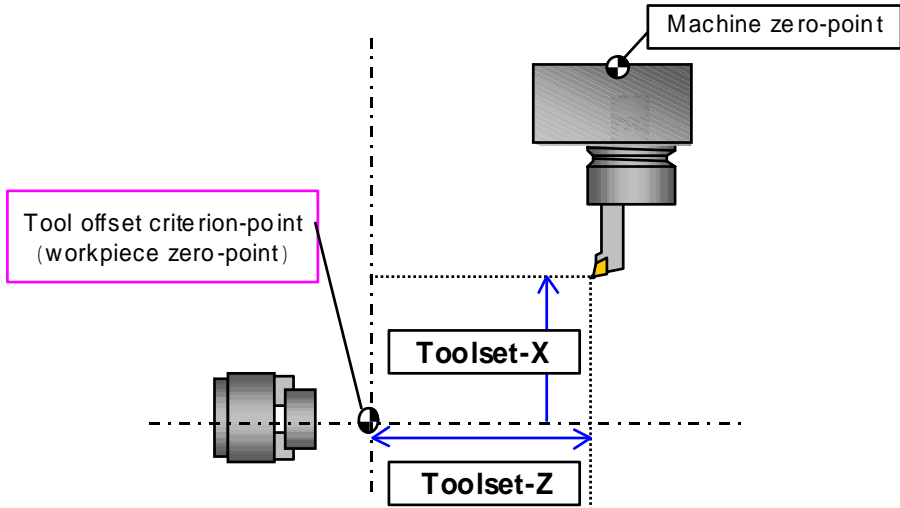 Machine zero-point
Tool offset criterion-point
(workpiece zero-point)
Toolset-X
Toolset-Z